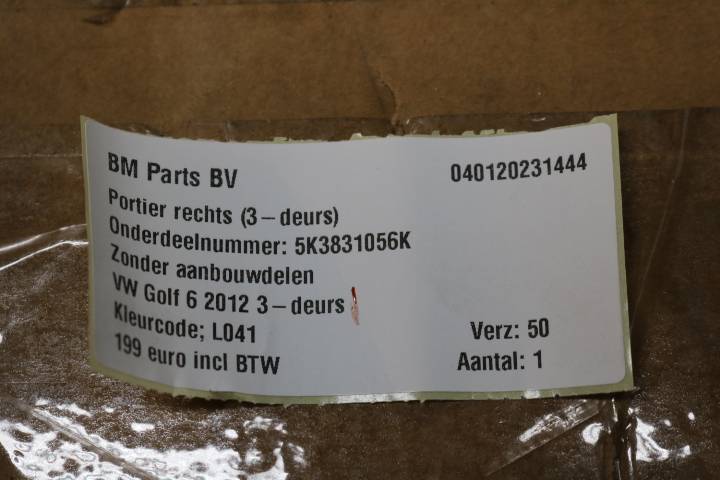 BM Parts BV
040120231444
Portier rechts (3-deurs)
Onderdeelnummer: 5K3831056K
Zonder aanbouwdelen
VW Golf 6 2012 3-deurs
Kleurcode; L041
Verz: 50
199 euro incl BTW
Aantal: 1